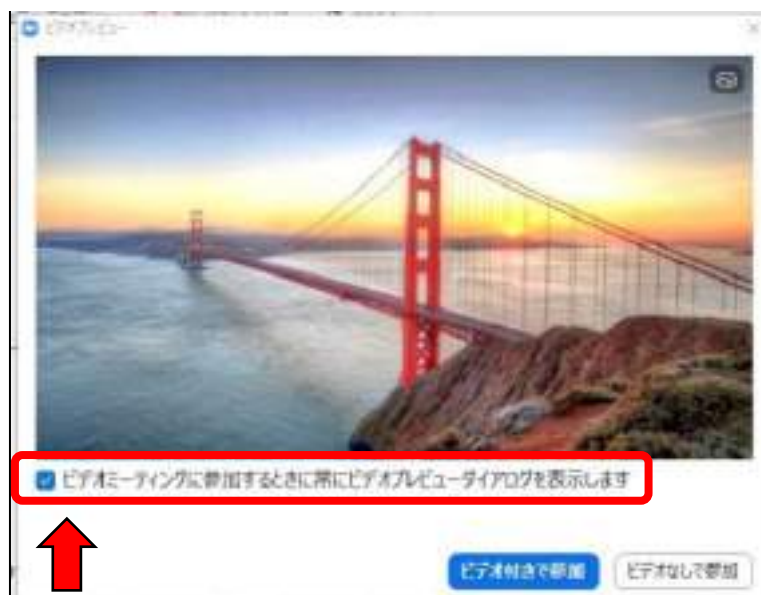 ビデオプレビュー
ビデオミーティングに参加するときに常にビデオプレビューダイアログを表示します
ビデオ付きで参加
ビデオなしで参加